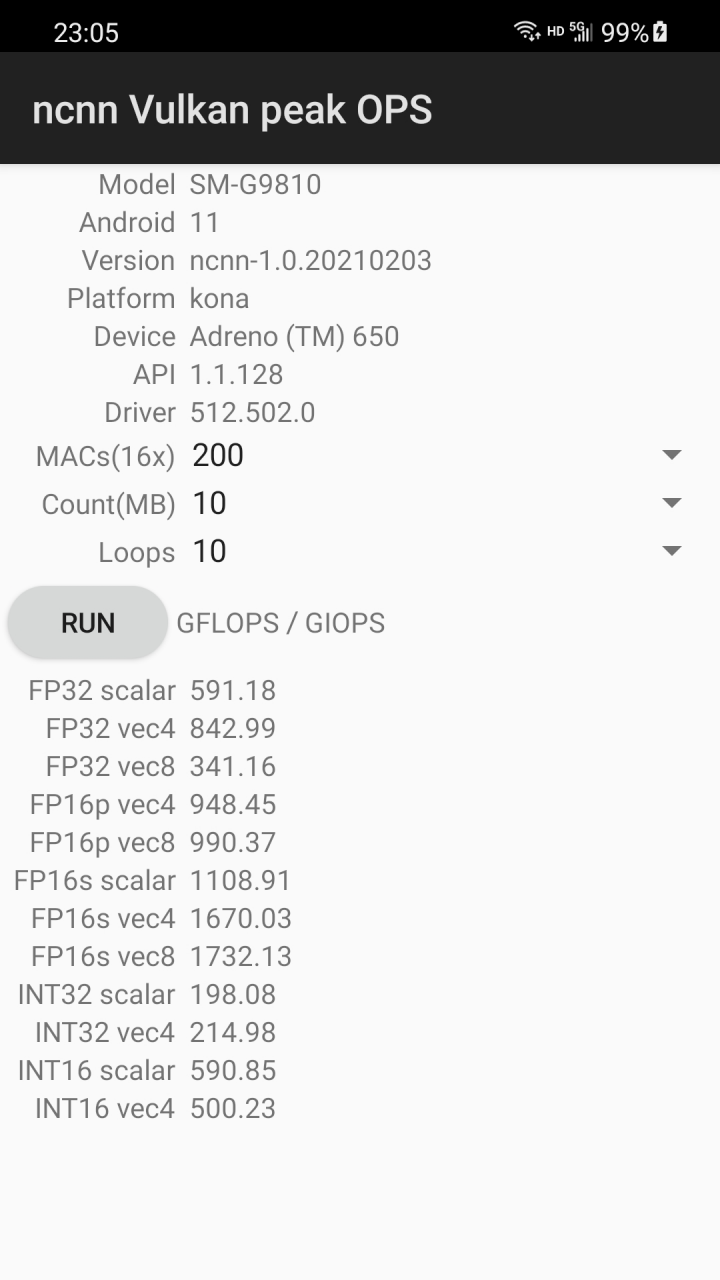 23:05 HD 5G 99%
ncnn Vulkan peak OPS
Model SM-G9810
Android 11
Version ncnn-1.0.20210203
Platform kona
Device Adreno (TM) 650
API 1.1.128
Driver 512.502.0
MACs(16x) 200
Count(MB) 10
Loops 10
RUN GFLOPS / GIOPS
FP32 scalar 591.18
FP32 vec4 842.99
FP32 vec8 341.16
FP16p vec4 948.45
FP16p vec8 990.37
FP16s scalar 1108.91
FP16s vec4 1670.03
FP16s vec8 1732.13
INT32 scalar 198.08
INT32 vec4 214.98
INT16 scalar 590.85
INT16 vec4 500.23